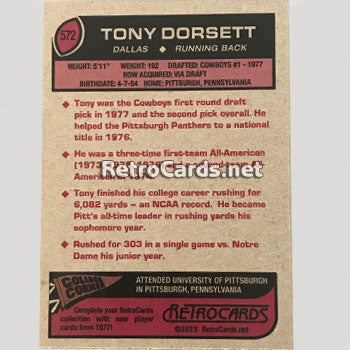 572
TONY DORSETT
DALLAS ◆ RUNNING BACK
HEIGHT: 5'11" WEIGHT: 192 DRAFTED: COWBOYS #1 - 1977
HOW ACQUIRED: VIA DRAFT
BIRTHDATE: 4-7-54 HOME: PITTSBURGH, PENNSYLVANIA
◆ Tony was the Cowboys first round draft
pick in 1977 and the second pick overall. He
helped the Pittsburgh Panthers to a national
title in 1976.
◆ He was a three-time first-team All-American
(1973,
RetroCards.net
American in 1974.
◆ Tony finished his college career rushing for
6,082 yards – an NCAA record. He became
Pitt's all-time leader in rushing yards his
sophomore year.
◆ Rushed for 303 in a single game vs. Notre
Dame his junior year.
COLLEGE CORNER
ATTENDED UNIVERSITY OF PITTSBURGH
IN PITTSBURGH, PENNSYLVANIA
Complete your RetroCards
collection with new player
cards from 1977!
RETROCARDS
©2023 RetroCards.net